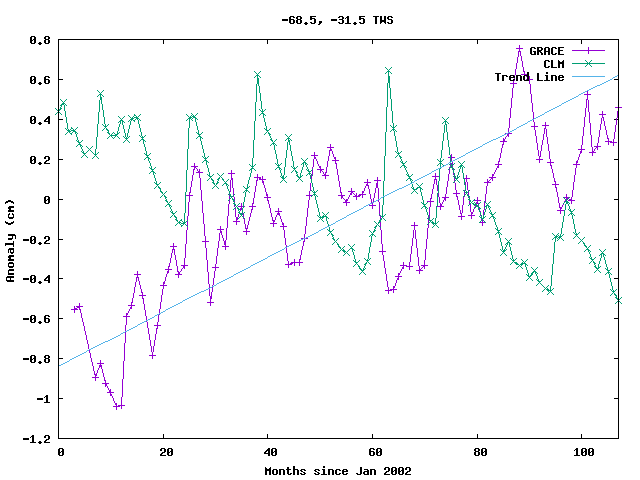 -68.5, -31.5 TWS
GRACE
CLM
Trend Line
0.8
0.6
0.4
0.2
0
-0.2
-0.4
-0.6
-0.8
-1
-1.2
Anomaly (cm)
0 20 40 60 80 100
Months since Jan 2002